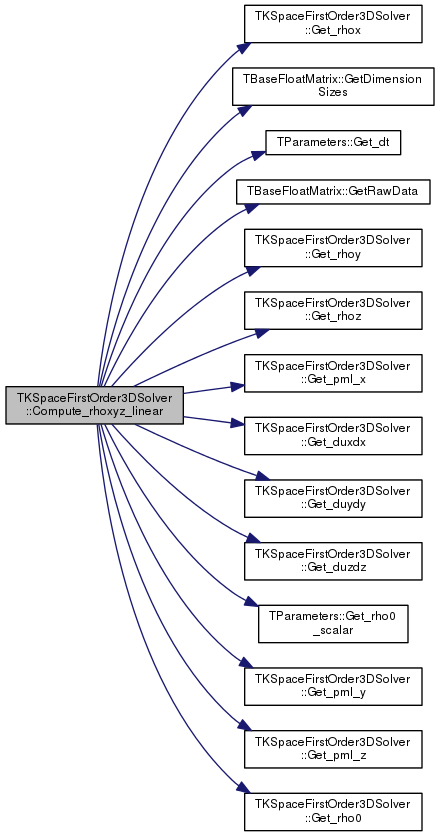 TKSpaceFirstOrder3DSolver
::Get_rhox
TBaseFloatMatrix::GetDimension
Sizes
TParameters::Get_dt
TBaseFloatMatrix::GetRawData
TKSpaceFirstOrder3DSolver
::Get_rhoy
TKSpaceFirstOrder3DSolver
::Get_rhoz
TKSpaceFirstOrder3DSolver
::Get_pml_x
TKSpaceFirstOrder3DSolver
::Compute_rhoxyz_linear
TKSpaceFirstOrder3DSolver
::Get_duxdx
TKSpaceFirstOrder3DSolver
::Get_duydy
TKSpaceFirstOrder3DSolver
::Get_duzdz
TParameters::Get_rho0
_scalar
TKSpaceFirstOrder3DSolver
::Get_pml_y
TKSpaceFirstOrder3DSolver
::Get_pml_z
TKSpaceFirstOrder3DSolver
::Get_rho0